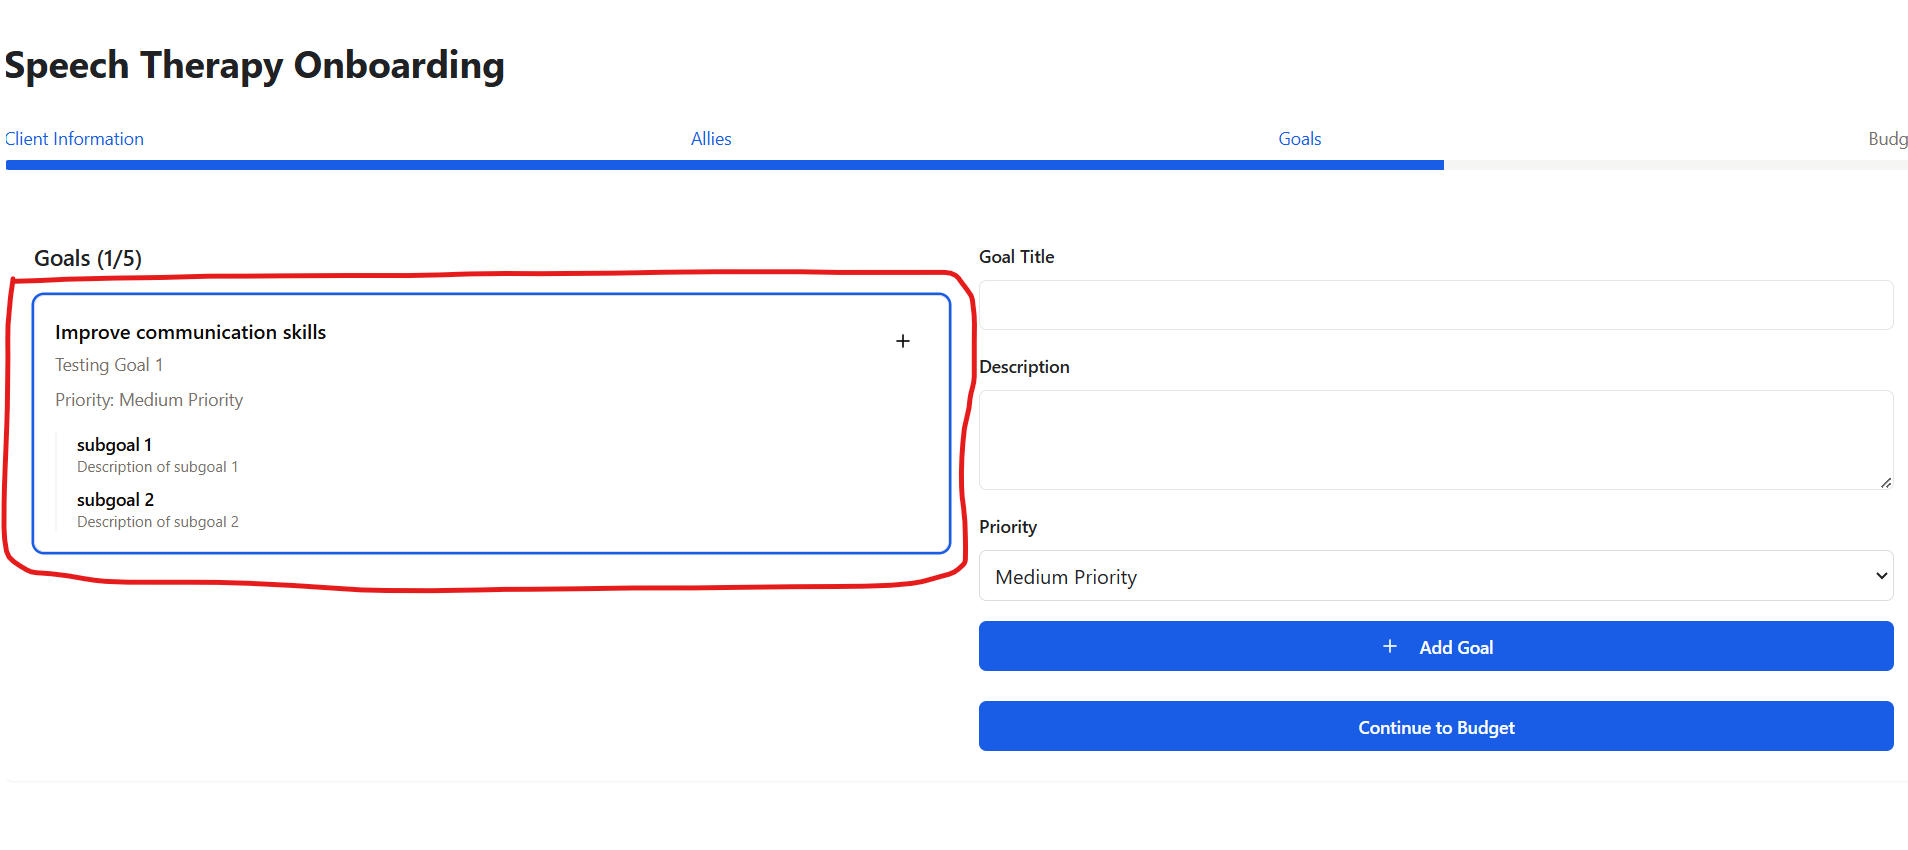 Speech Therapy Onboarding
Client Information
Allies
Goals
Budg
Goals (1/5)
Improve communication skills
Testing Goal 1
Priority: Medium Priority
subgoal 1
Description of subgoal 1
subgoal 2
Description of subgoal 2
Goal Title
Description
Priority
Medium Priority
+ Add Goal
Continue to Budget